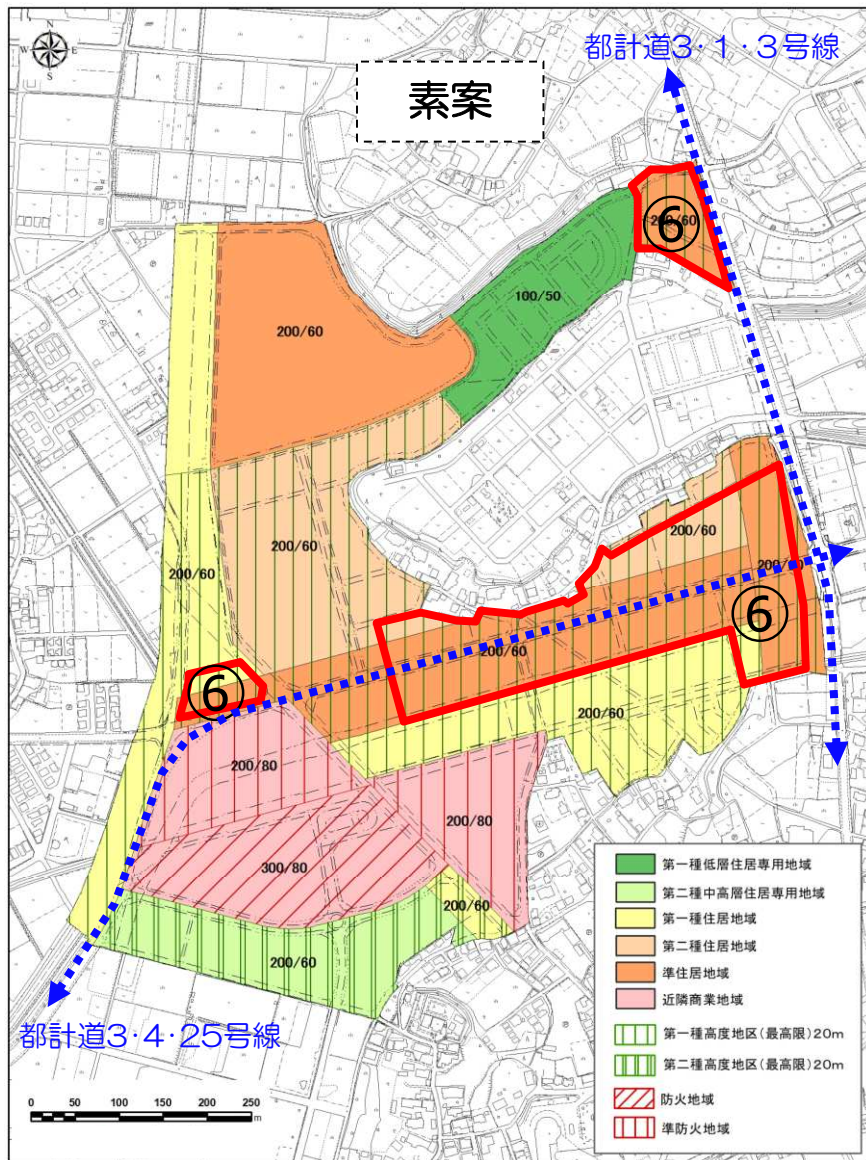 N
W E
S
都計道3・1・3号線
素案
200/60
⑥
100/50
200/60
200/60
200/60
200/60
200/60
⑥
200/60
⑥
200/60
200/80
200/80
300/80
200/60
200/60
第一種低層住居専用地域
第二種中高層住居専用地域
第一種住居地域
第二種住居地域
準住居地域
近隣商業地域
第一種高度地区(最高限)20m
第二種高度地区(最高限)20m
防火地域
準防火地域
都計道3・4・25号線
0 50 100 150 200 250
m